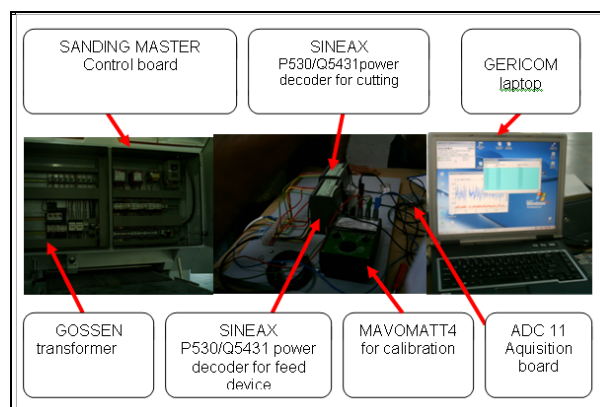 SANDING MASTER
Control board
SINEAX
P530/Q5431power
decoder for cutting
GERICOM
laptop
GOSSEN
transformer
SINEAX
P530/Q5431 power
decoder for feed
device
MAVOMATT4
for calibration
ADC 11
Aquisition
board